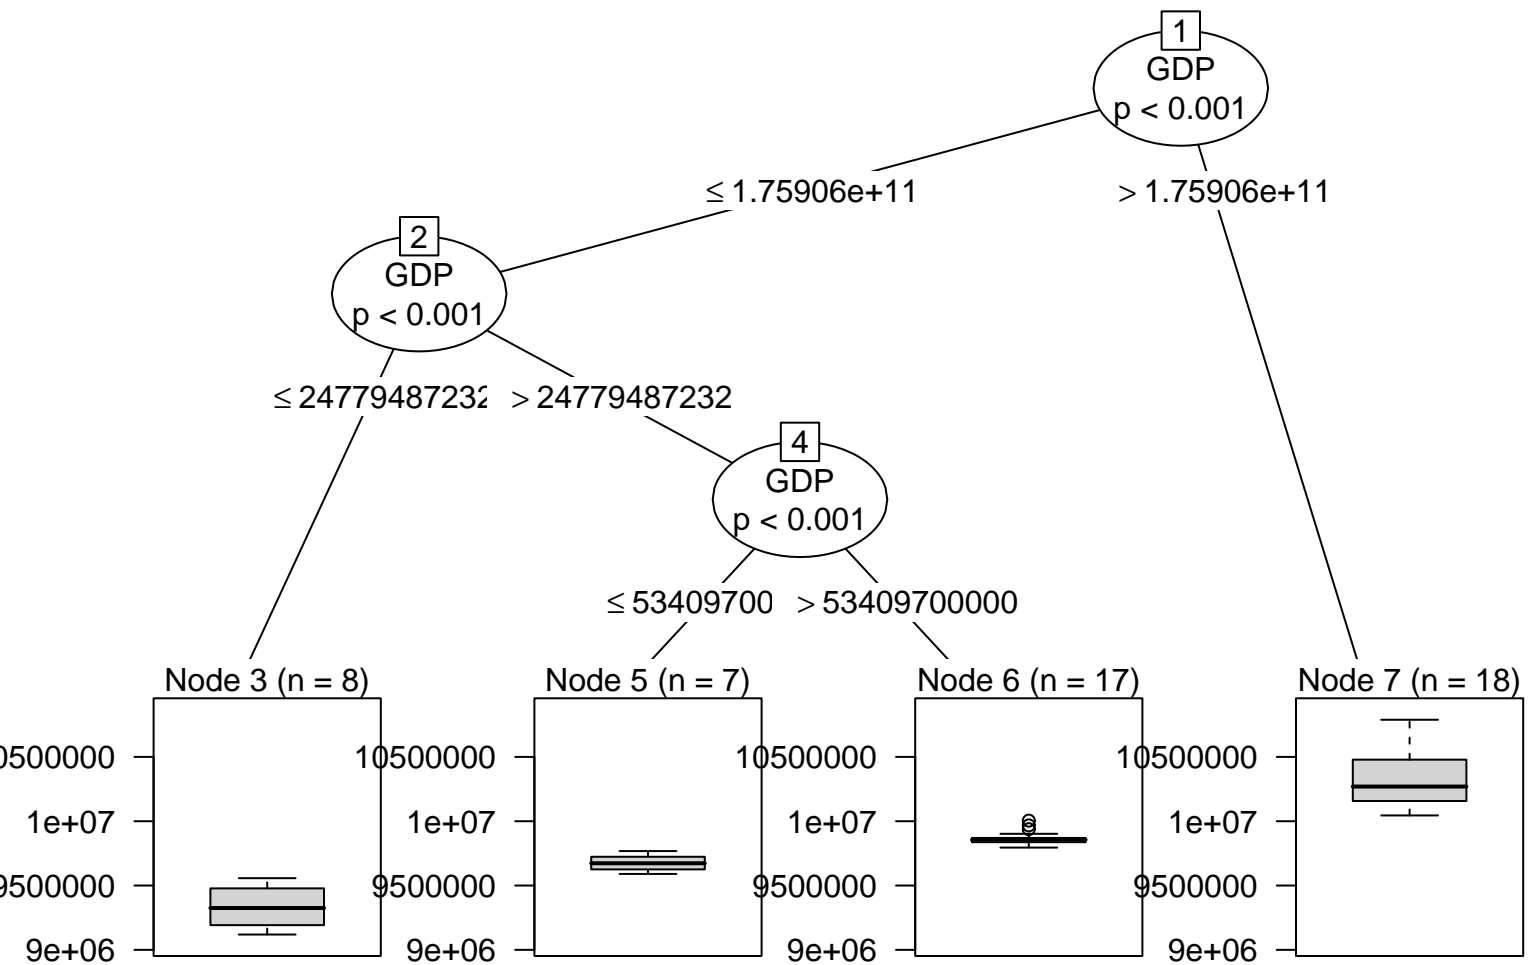 1
GDP
p < 0.001
≤ 1.75906e+11
> 1.75906e+11
2
GDP
p < 0.001
≤ 24779487232
> 24779487232
4
GDP
p < 0.001
≤ 53409700
> 53409700000
Node 3 (n = 8)
0500000
1e+07
9500000
9e+06
Node 5 (n = 7)
10500000
1e+07
9500000
9e+06
Node 6 (n = 17)
10500000
1e+07
9500000
9e+06
Node 7 (n = 18)
10500000
1e+07
9500000
9e+06